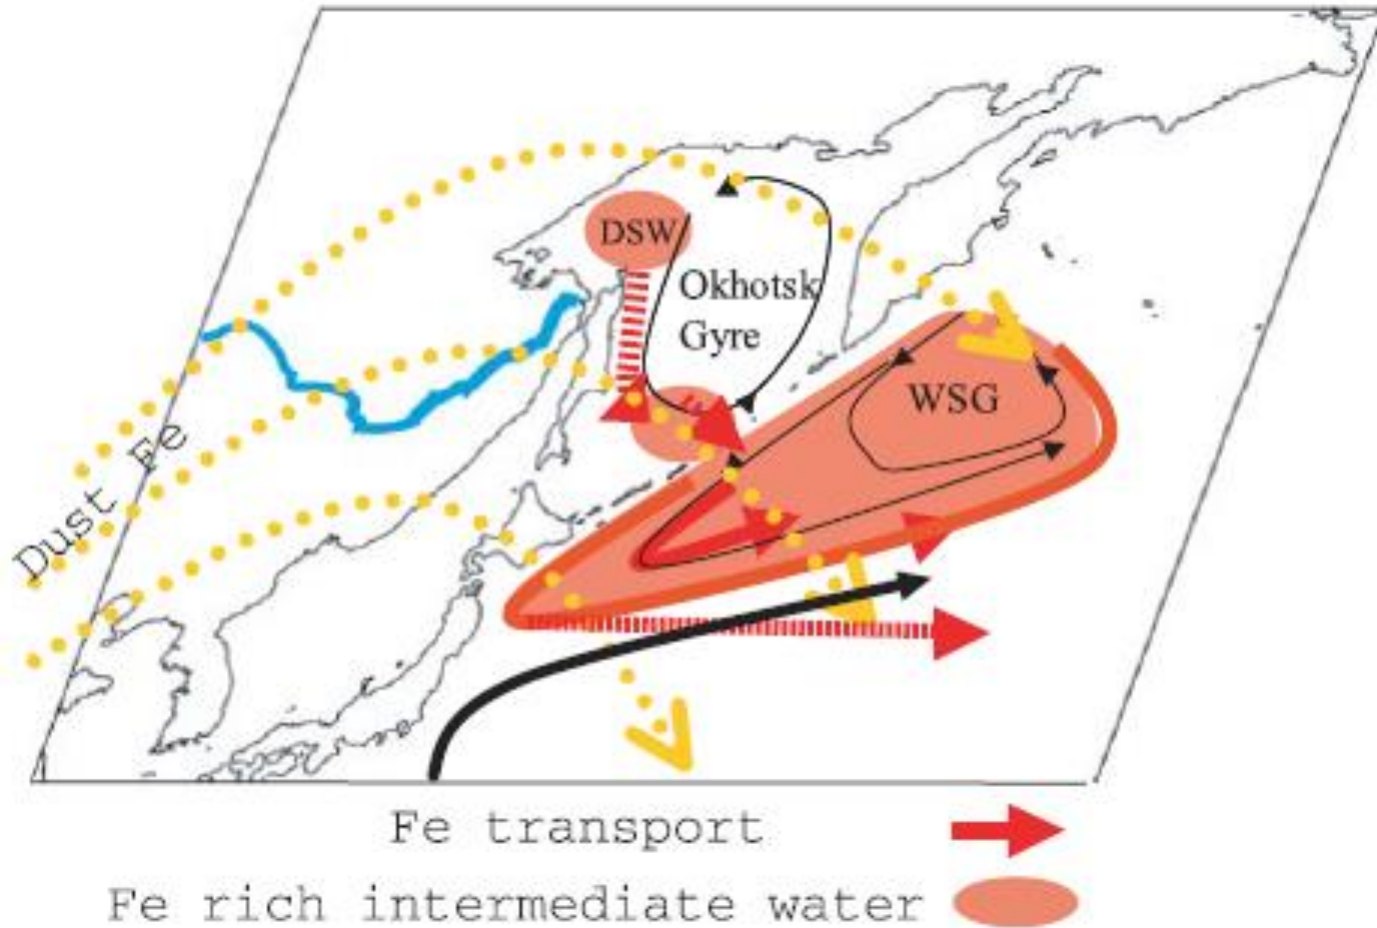 DSW
Okhotsk
Gyre
WSG
Dust Fe
Fe transport
Fe rich intermediate water